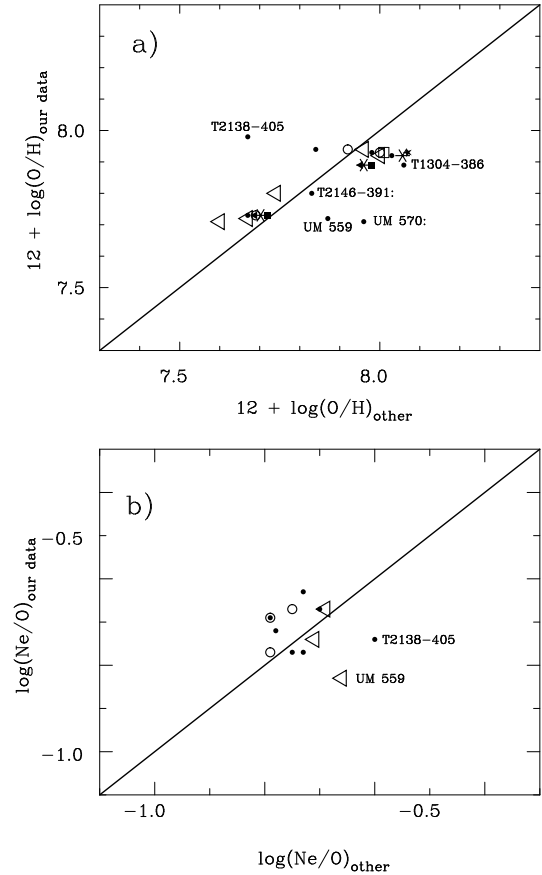 a)
12 + log(O/H)our data
8.0
7.5
T2138−405
T1304−386
T2146−391:
UM 559
UM 570:
7.5
8.0
12 + log(O/H)other
b)
log(Ne/O)our data
−0.5
−1.0
T2138−405
UM 559
−1.0
−0.5
log(Ne/O)other